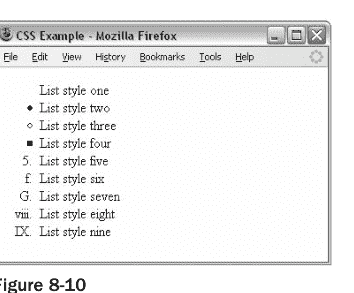 CSS Example - Mozilla Firefox
File Edit View History Bookmarks Tools Help
List style one
List style two
List style three
List style four
5. List style five
f. List style six
G. List style seven
viii. List style eight
IX. List style nine
Figure 8-10